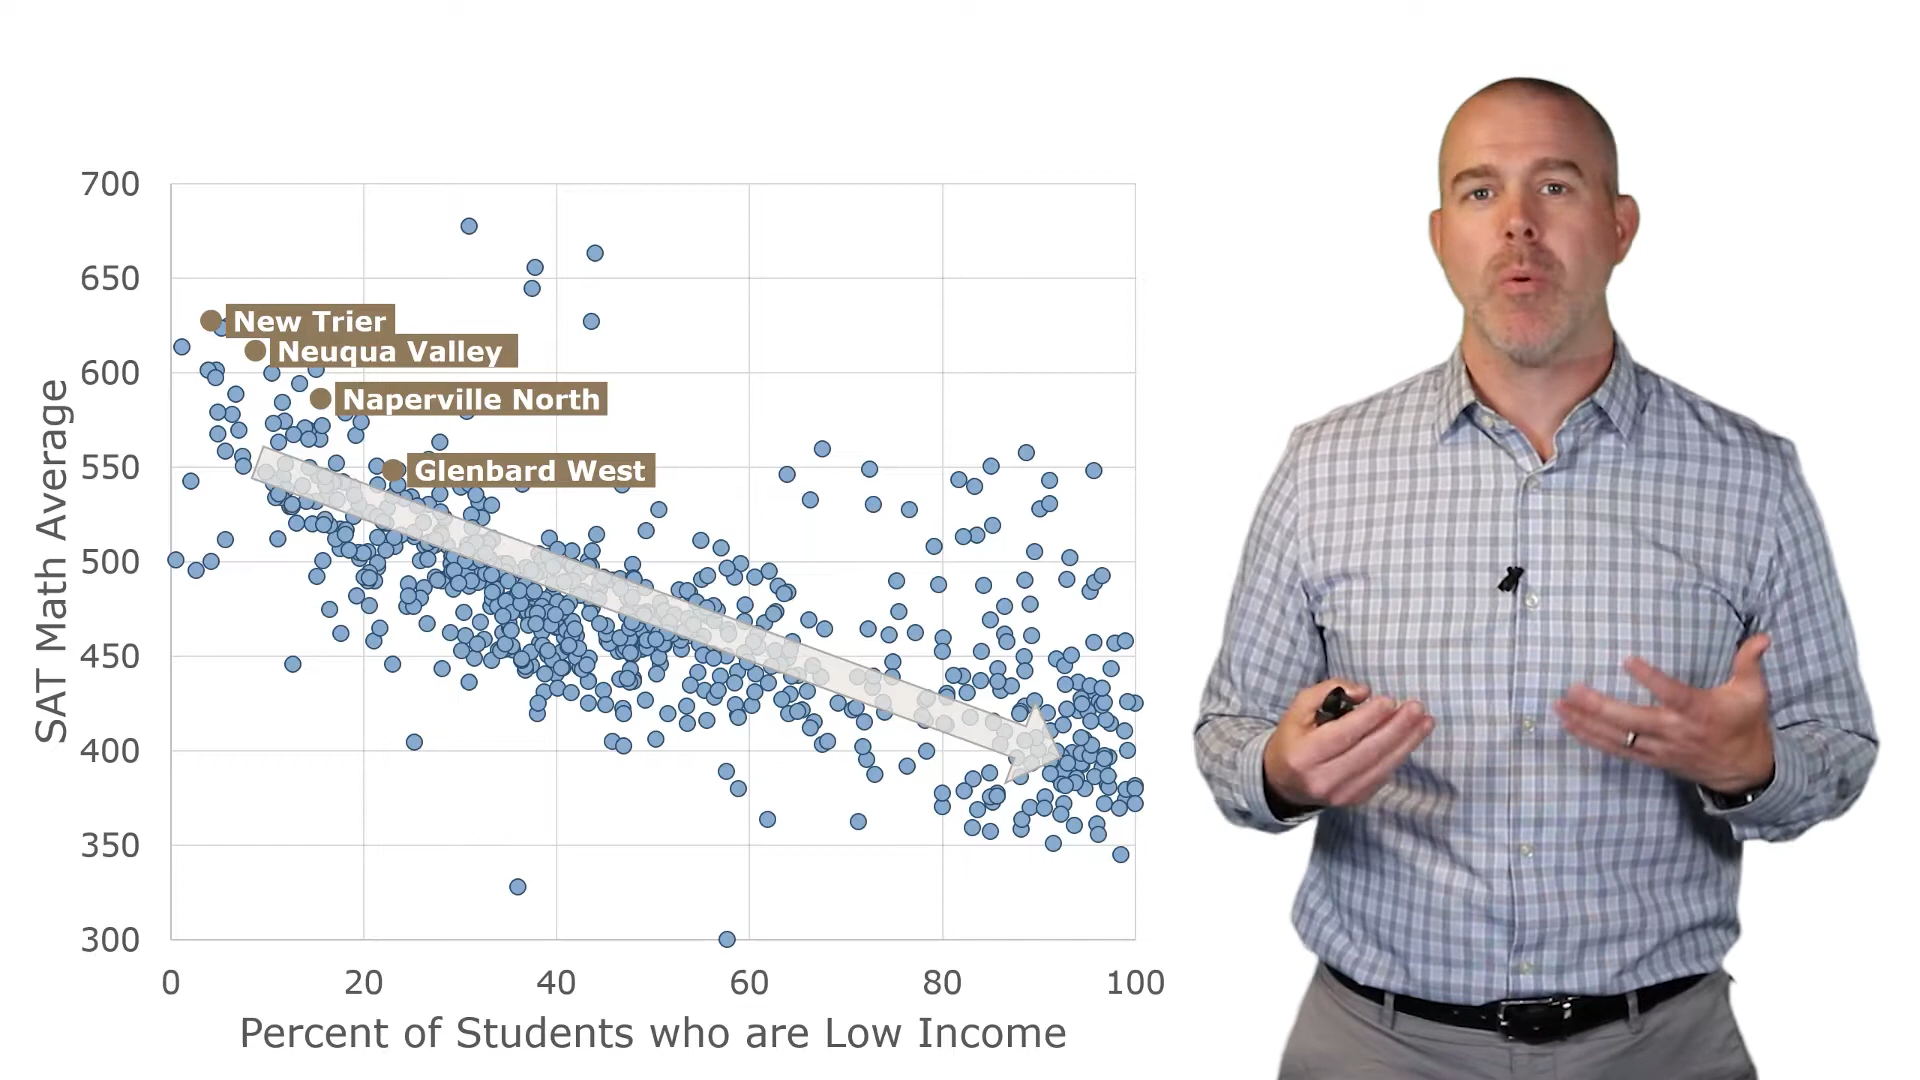 700
650
600
550
500
450
400
350
300
SAT Math Average
New Trier
Neuqua Valley
Naperville North
Glenbard West
0 20 40 60 80 100
Percent of Students who are Low Income